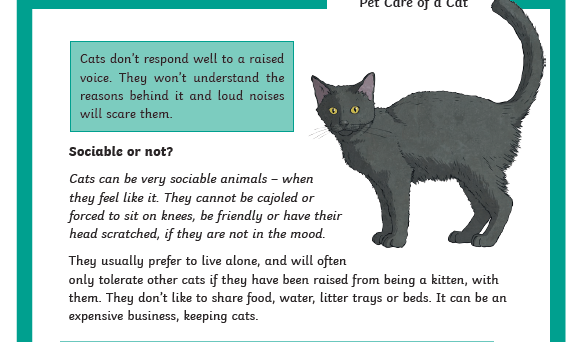 Pet Care of a Cat
Cats don't respond well to a raised
voice. They won't understand the
reasons behind it and loud noises
will scare them.
Sociable or not?
Cats can be very sociable animals – when
they feel like it. They cannot be cajoled or
forced to sit on knees, be friendly or have their
head scratched, if they are not in the mood.
They usually prefer to live alone, and will often
only tolerate other cats if they have been raised from being a kitten, with
them. They don't like to share food, water, litter trays or beds. It can be an
expensive business, keeping cats.